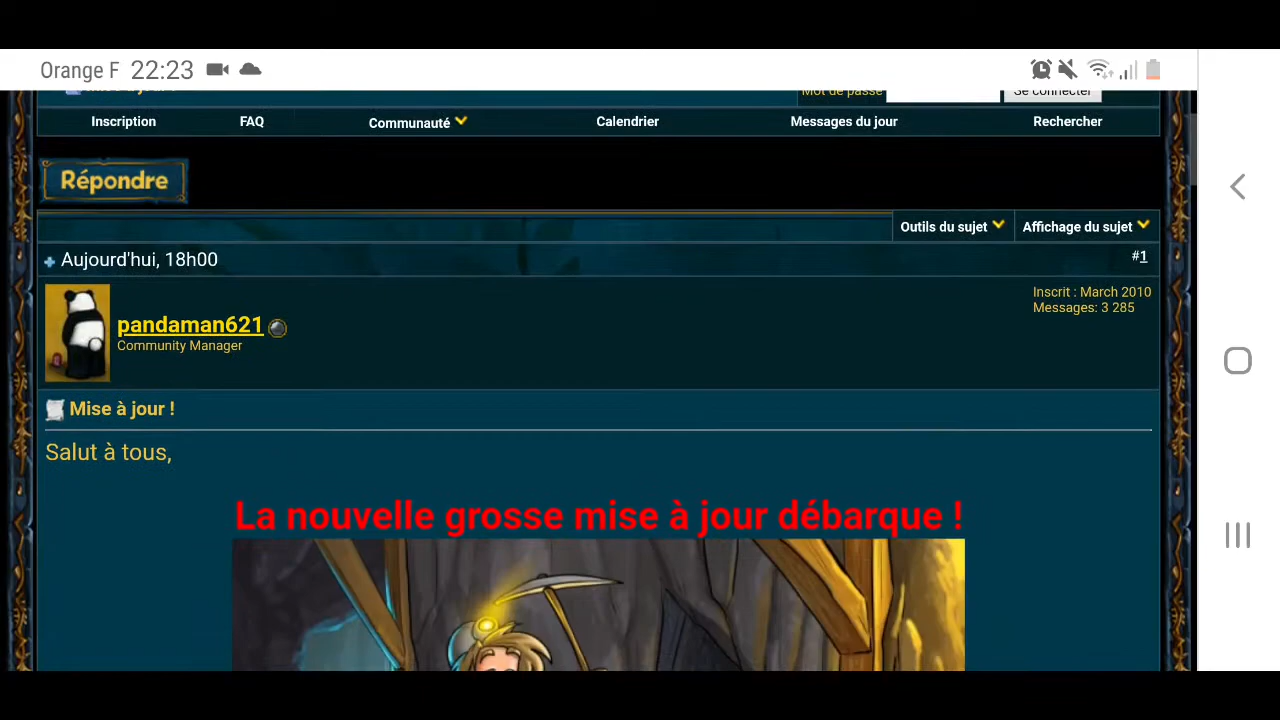 Orange F 22:23
Mot de passe Se connecter
Inscription FAQ Communauté Calendrier Messages du jour Rechercher
Répondre
Outils du sujet Affichage du sujet
Aujourd'hui, 18h00 #1
pandaman621
Community Manager
Inscrit : March 2010
Messages: 3 285
Mise à jour !
Salut à tous,
La nouvelle grosse mise à jour débarque !